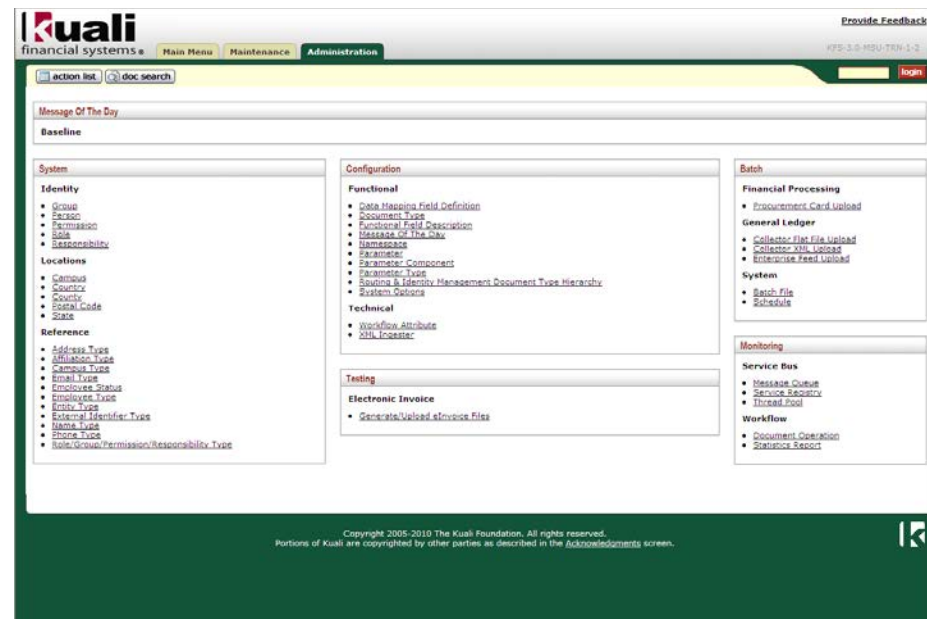 kuali
financial systems
Main Menu
Maintenance
Administration
Provide Feedback
KFS-3.0-MSU-TRN-1-2
action list
doc search
login
Message Of The Day
Baseline
System
Identity
Group
Person
Permission
Role
Responsibility
Locations
Campus
Country
County
Postal Code
State
Reference
Address Type
Affiliation Type
Campus Type
Email Type
Employee Status
Employee Type
Entity Type
External Identifier Type
Name Type
Phone Type
Role/Group/Permission/Responsibility Type
Configuration
Functional
Data Mapping Field Definition
Document Type
Functional Field Description
Message Of The Day
Namespace
Parameter
Parameter Component
Parameter Type
Routing & Identity Management Document Type Hierarchy
System Options
Technical
Workflow Attribute
XML Ingester
Testing
Electronic Invoice
Generate/Upload eInvoice Files
Batch
Financial Processing
Procurement Card Upload
General Ledger
Collector Flat File Upload
Collector XML Upload
Enterprise Feed Upload
System
Batch File
Schedule
Monitoring
Service Bus
Message Queue
Service Registry
Thread Pool
Workflow
Document Operation
Statistics Report
Copyright 2005-2010 The Kuali Foundation. All rights reserved.
Portions of Kuali are copyrighted by other parties as described in the Acknowledgments screen.